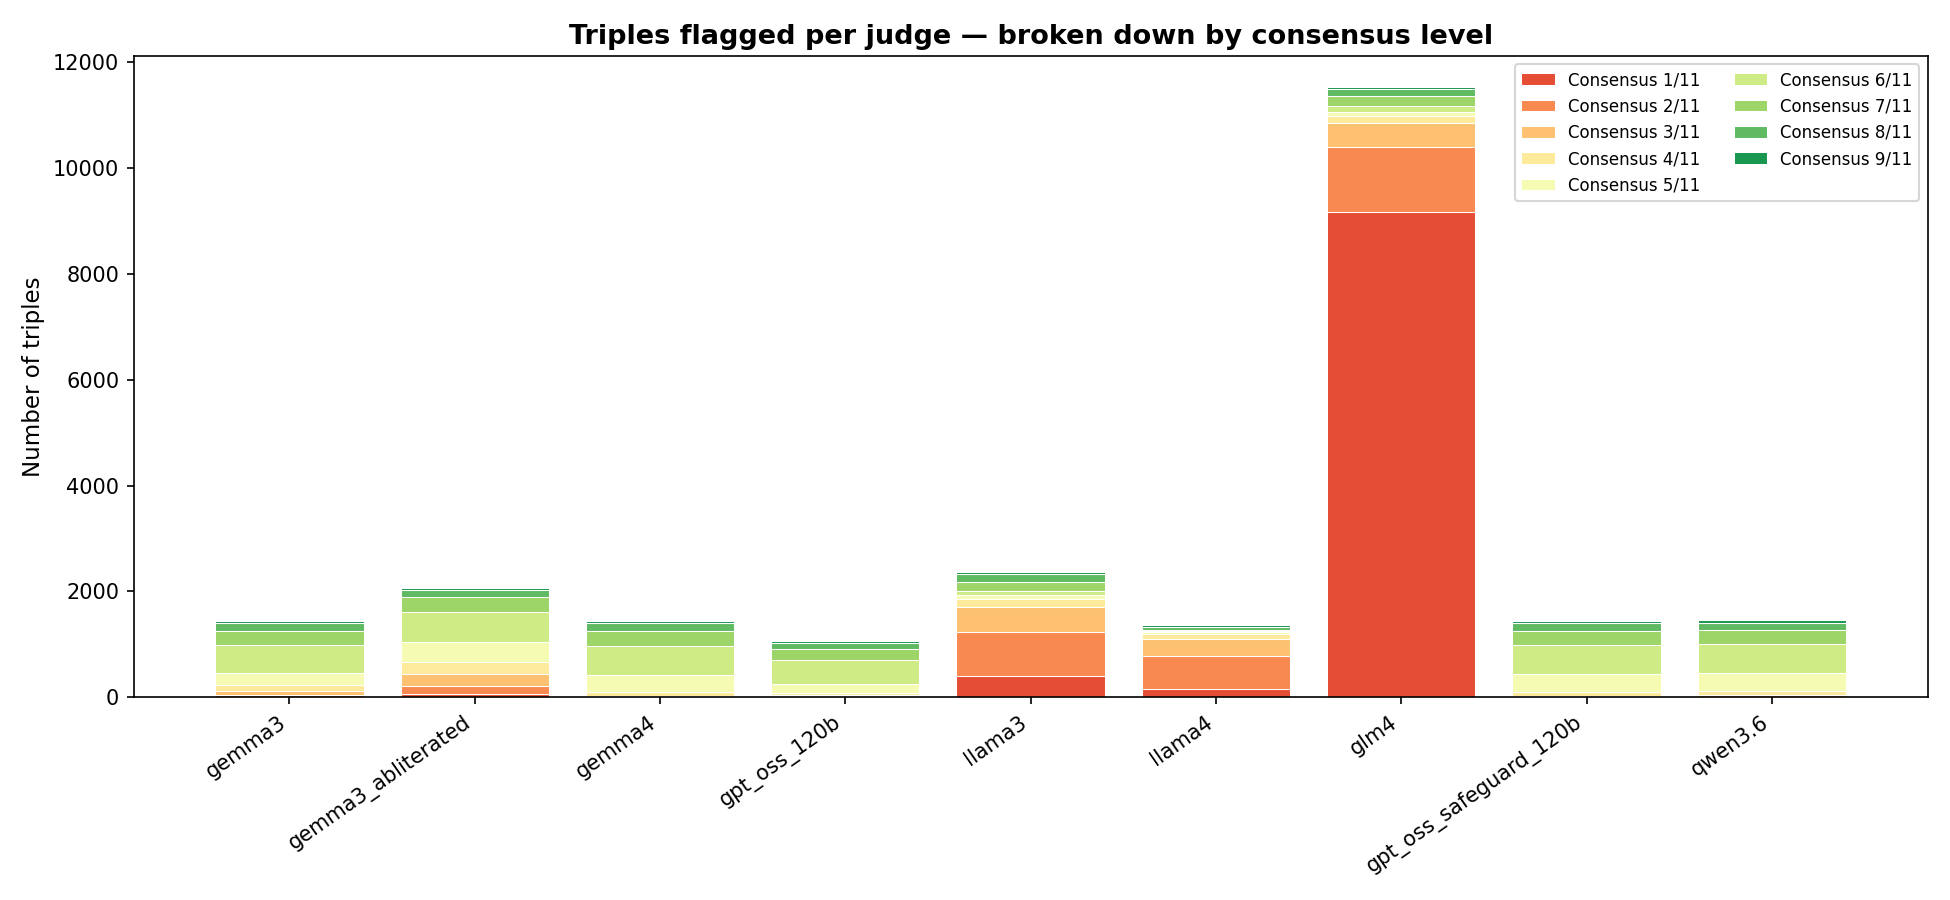 Triples flagged per judge — broken down by consensus level
Number of triples
12000
10000
8000
6000
4000
2000
0
Consensus 1/11
Consensus 2/11
Consensus 3/11
Consensus 4/11
Consensus 5/11
Consensus 6/11
Consensus 7/11
Consensus 8/11
Consensus 9/11
gemma3
gemma3_abliterated
gemma4
gpt_oss_120b
llama3
llama4
glm4
gpt_oss_safeguard_120b
qwen3.6